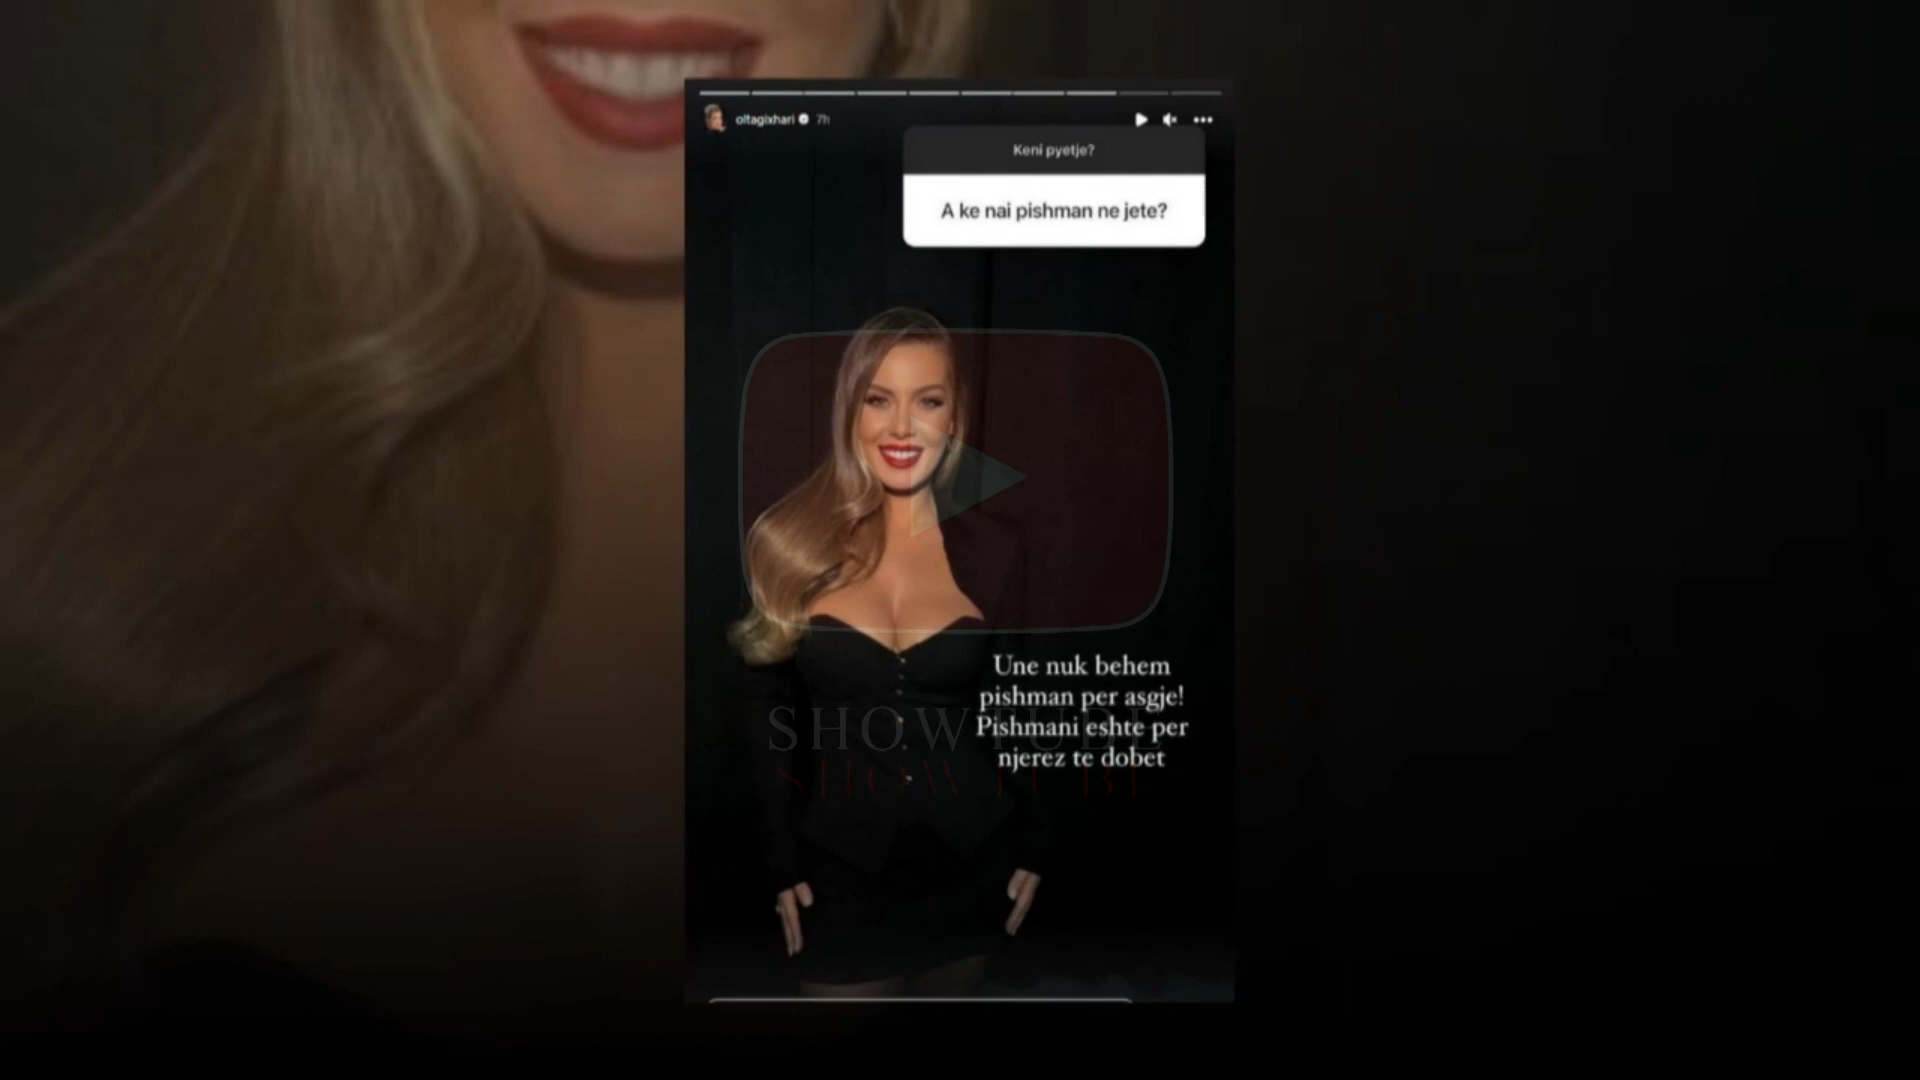 oltagixhari 7h
Keni pyetje?
A ke nai pishman ne jete?
Une nuk behem
pishman per asgje!
Pishmani eshte per
njerez te dobet
SHOWTUBE